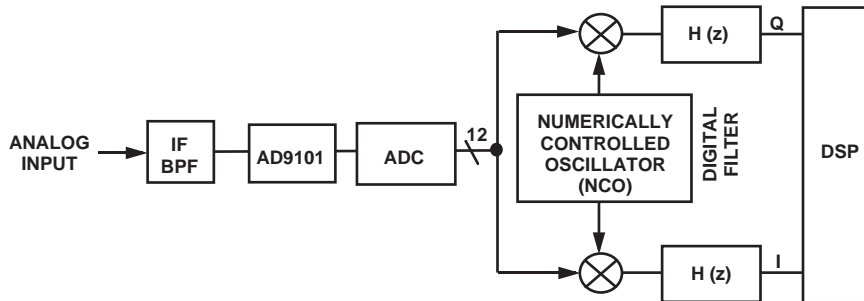 ANALOG
INPUT
IF
BPF
AD9101
ADC
12
NUMERICALLY
CONTROLLED
OSCILLATOR
(NCO)
DIGITAL
FILTER
H (z)
Q
H (z)
I
DSP